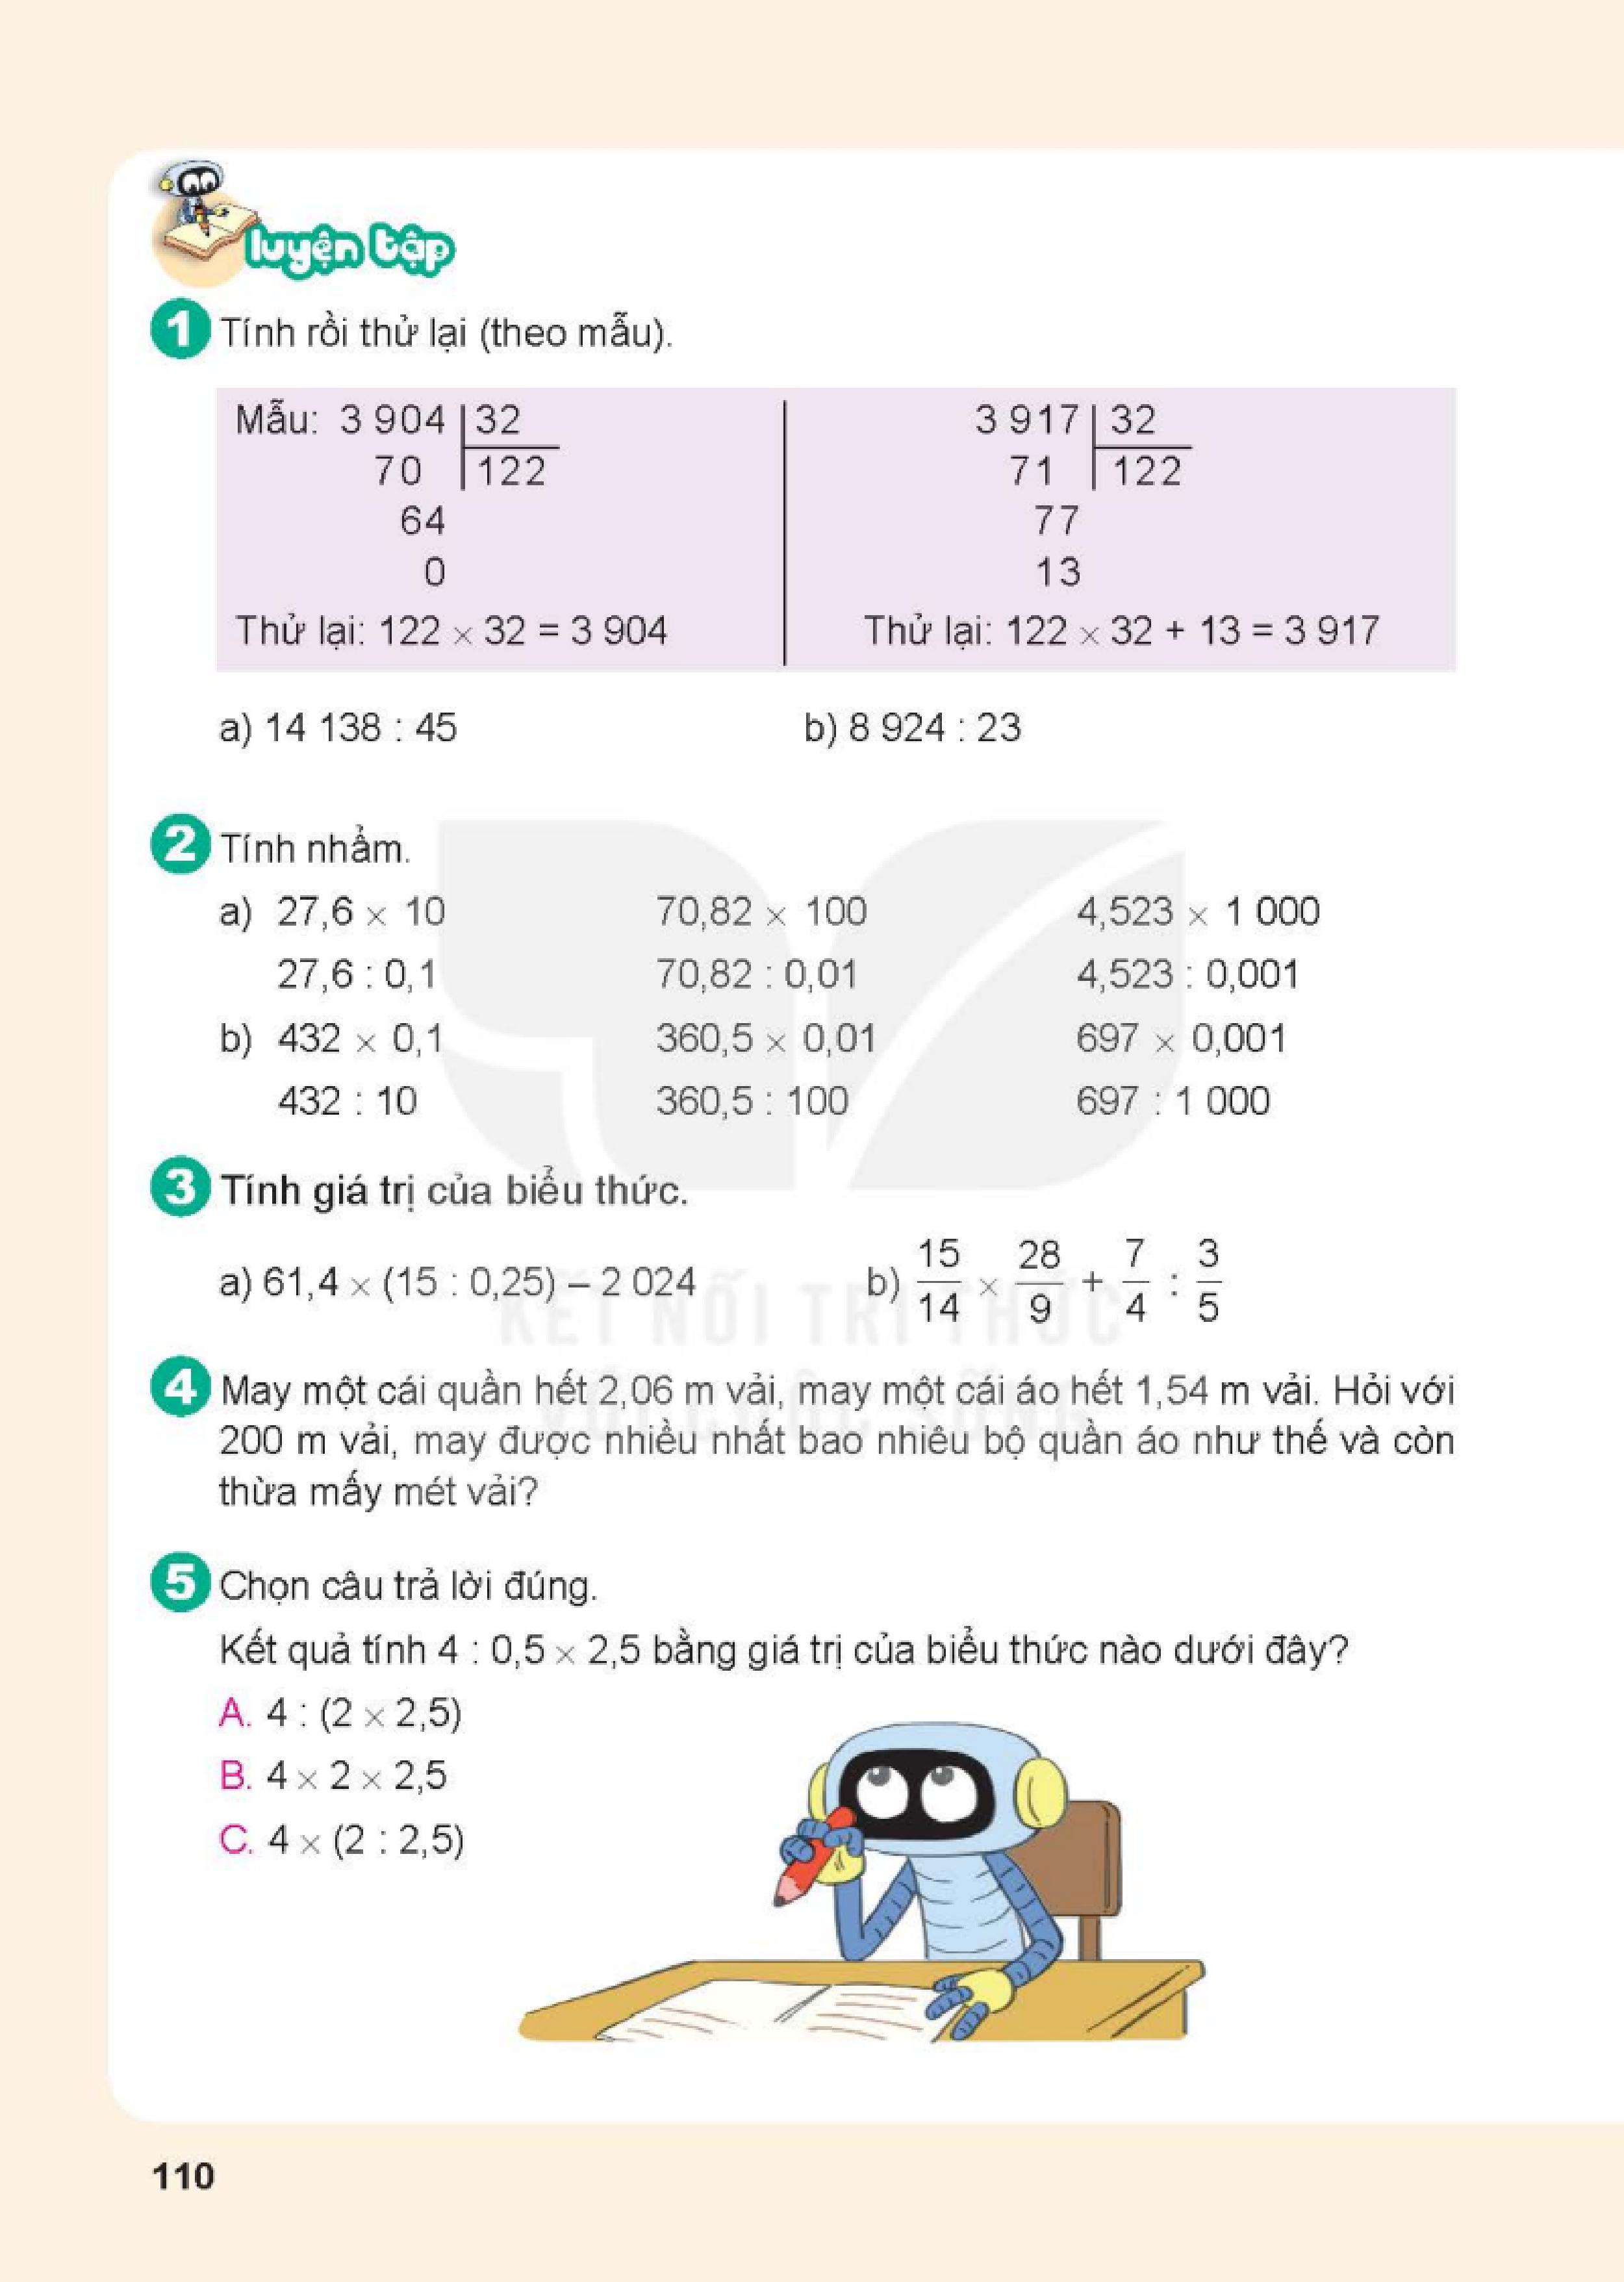 luyện tập
1 Tính rồi thử lại (theo mẫu).
Mẫu: 3 904 32
70 122
64
0
Thử lại: 122 × 32 = 3 904
3 917 32
71 122
77
13
Thử lại: 122 × 32 + 13 = 3 917
a) 14 138 : 45 b) 8 924 : 23
2 Tính nhẩm.
a) 27,6 × 10 70,82 × 100 4,523 × 1 000
27,6 : 0,1 70,82 : 0,01 4,523 : 0,001
b) 432 × 0,1 360,5 × 0,01 697 × 0,001
432 : 10 360,5 : 100 697 : 1 000
3 Tính giá trị của biểu thức.
a) 61,4 × (15 : 0,25) – 2 024 b) 15/14 × 28/9 + 7/4 : 3/5
KẾT NỐI TRI THỨC
VỚI CUỘC SỐNG
4 May một cái quần hết 2,06 m vải, may một cái áo hết 1,54 m vải. Hỏi với
200 m vải, may được nhiều nhất bao nhiêu bộ quần áo như thế và còn
thừa mấy mét vải?
5 Chọn câu trả lời đúng.
Kết quả tính 4 : 0,5 × 2,5 bằng giá trị của biểu thức nào dưới đây?
A. 4 : (2 × 2,5)
B. 4 × 2 × 2,5
C. 4 × (2 : 2,5)
110